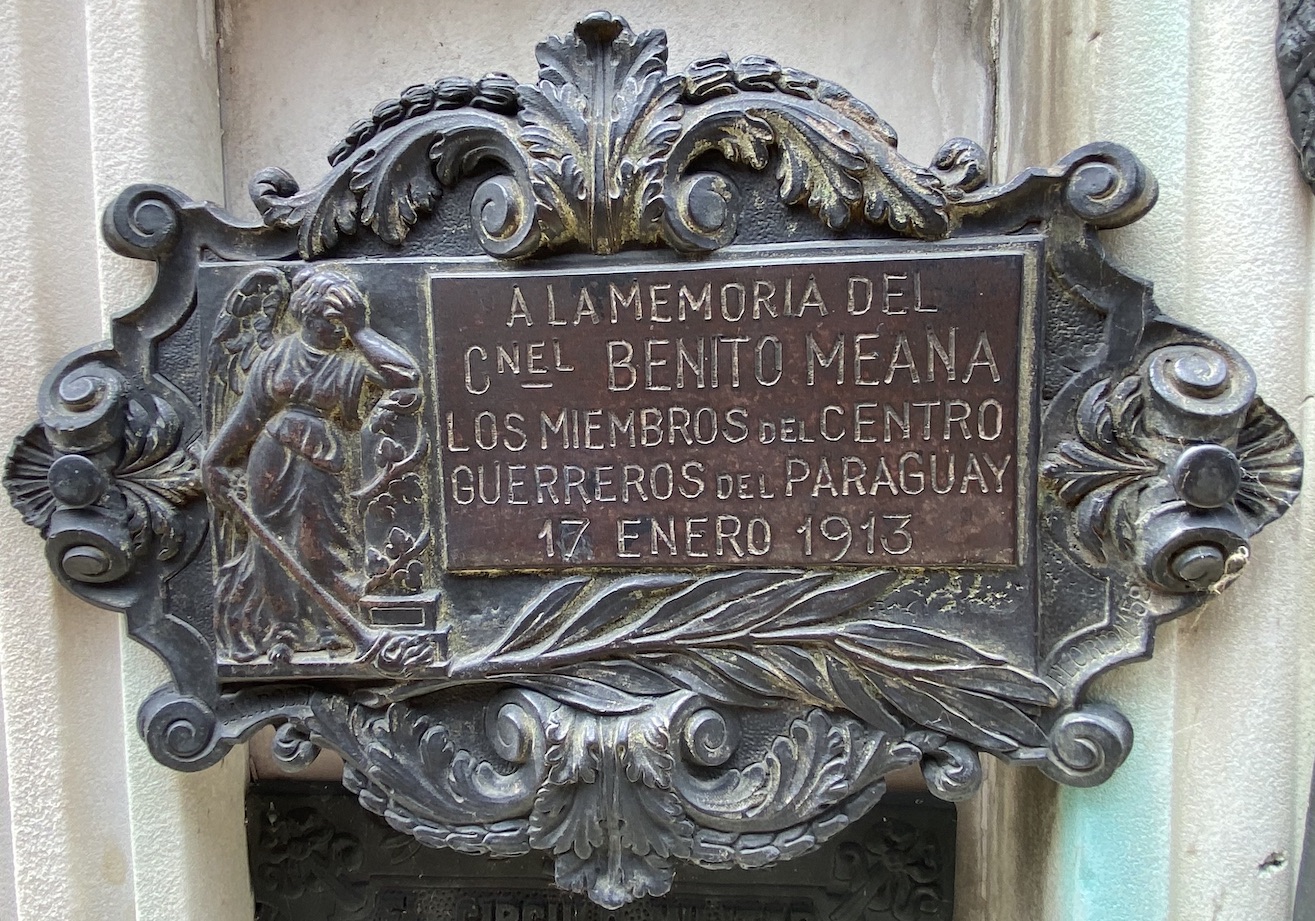 A LA MEMORIA DEL
CNEL BENITO MEANA
LOS MIEMBROS DEL CENTRO
GUERREROS DEL PARAGUAY
17 ENERO 1913